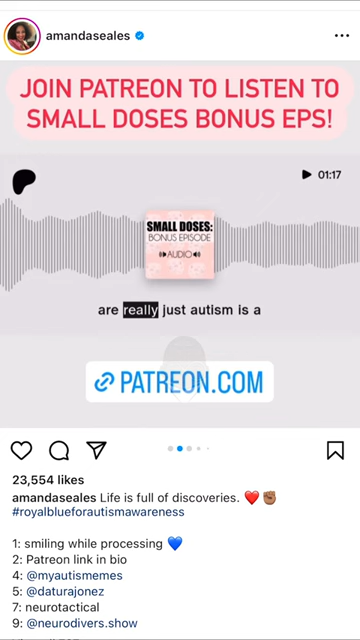 amandaseales
JOIN PATREON TO LISTEN TO
SMALL DOSES BONUS EPS!
01:17
SMALL DOSES:
BONUS EPISODE
AUDIO
are really just autism is a
PATREON.COM
23,554 likes
amandaseales Life is full of discoveries. ❤️ ✊🏾
#royalblueforautismawareness
1: smiling while processing 💙
2: Patreon link in bio
4: @myautismemes
5: @daturajonez
7: neurotactical
9: @neurodivers.show